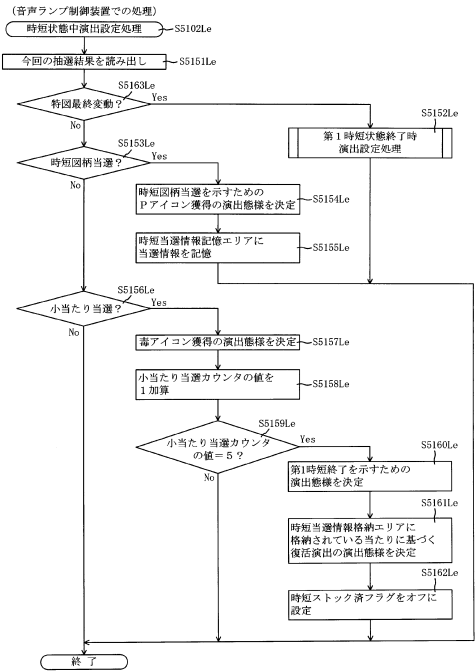 （音声ランプ制御装置での処理）
時短状態中演出設定処理
S5102Le
今回の抽選結果を読み出し
S5151Le
特図最終変動？
S5163Le
Yes
No
第１時短状態終了時
演出設定処理
S5152Le
時短図柄当選？
S5153Le
Yes
No
時短図柄当選を示すための
Ｐアイコン獲得の演出態様を決定
S5154Le
時短当選情報記憶エリアに
当選情報を記憶
S5155Le
小当たり当選？
S5156Le
Yes
No
毒アイコン獲得の演出態様を決定
S5157Le
小当たり当選カウンタの値を
１加算
S5158Le
小当たり当選カウンタ
の値＝５？
S5159Le
Yes
No
第1時短終了を示すための
演出態様を決定
S5160Le
時短当選情報格納エリアに
格納されている当たりに基づく
復活演出の演出態様を決定
S5161Le
時短ストック済フラグをオフに
設定
S5162Le
終了